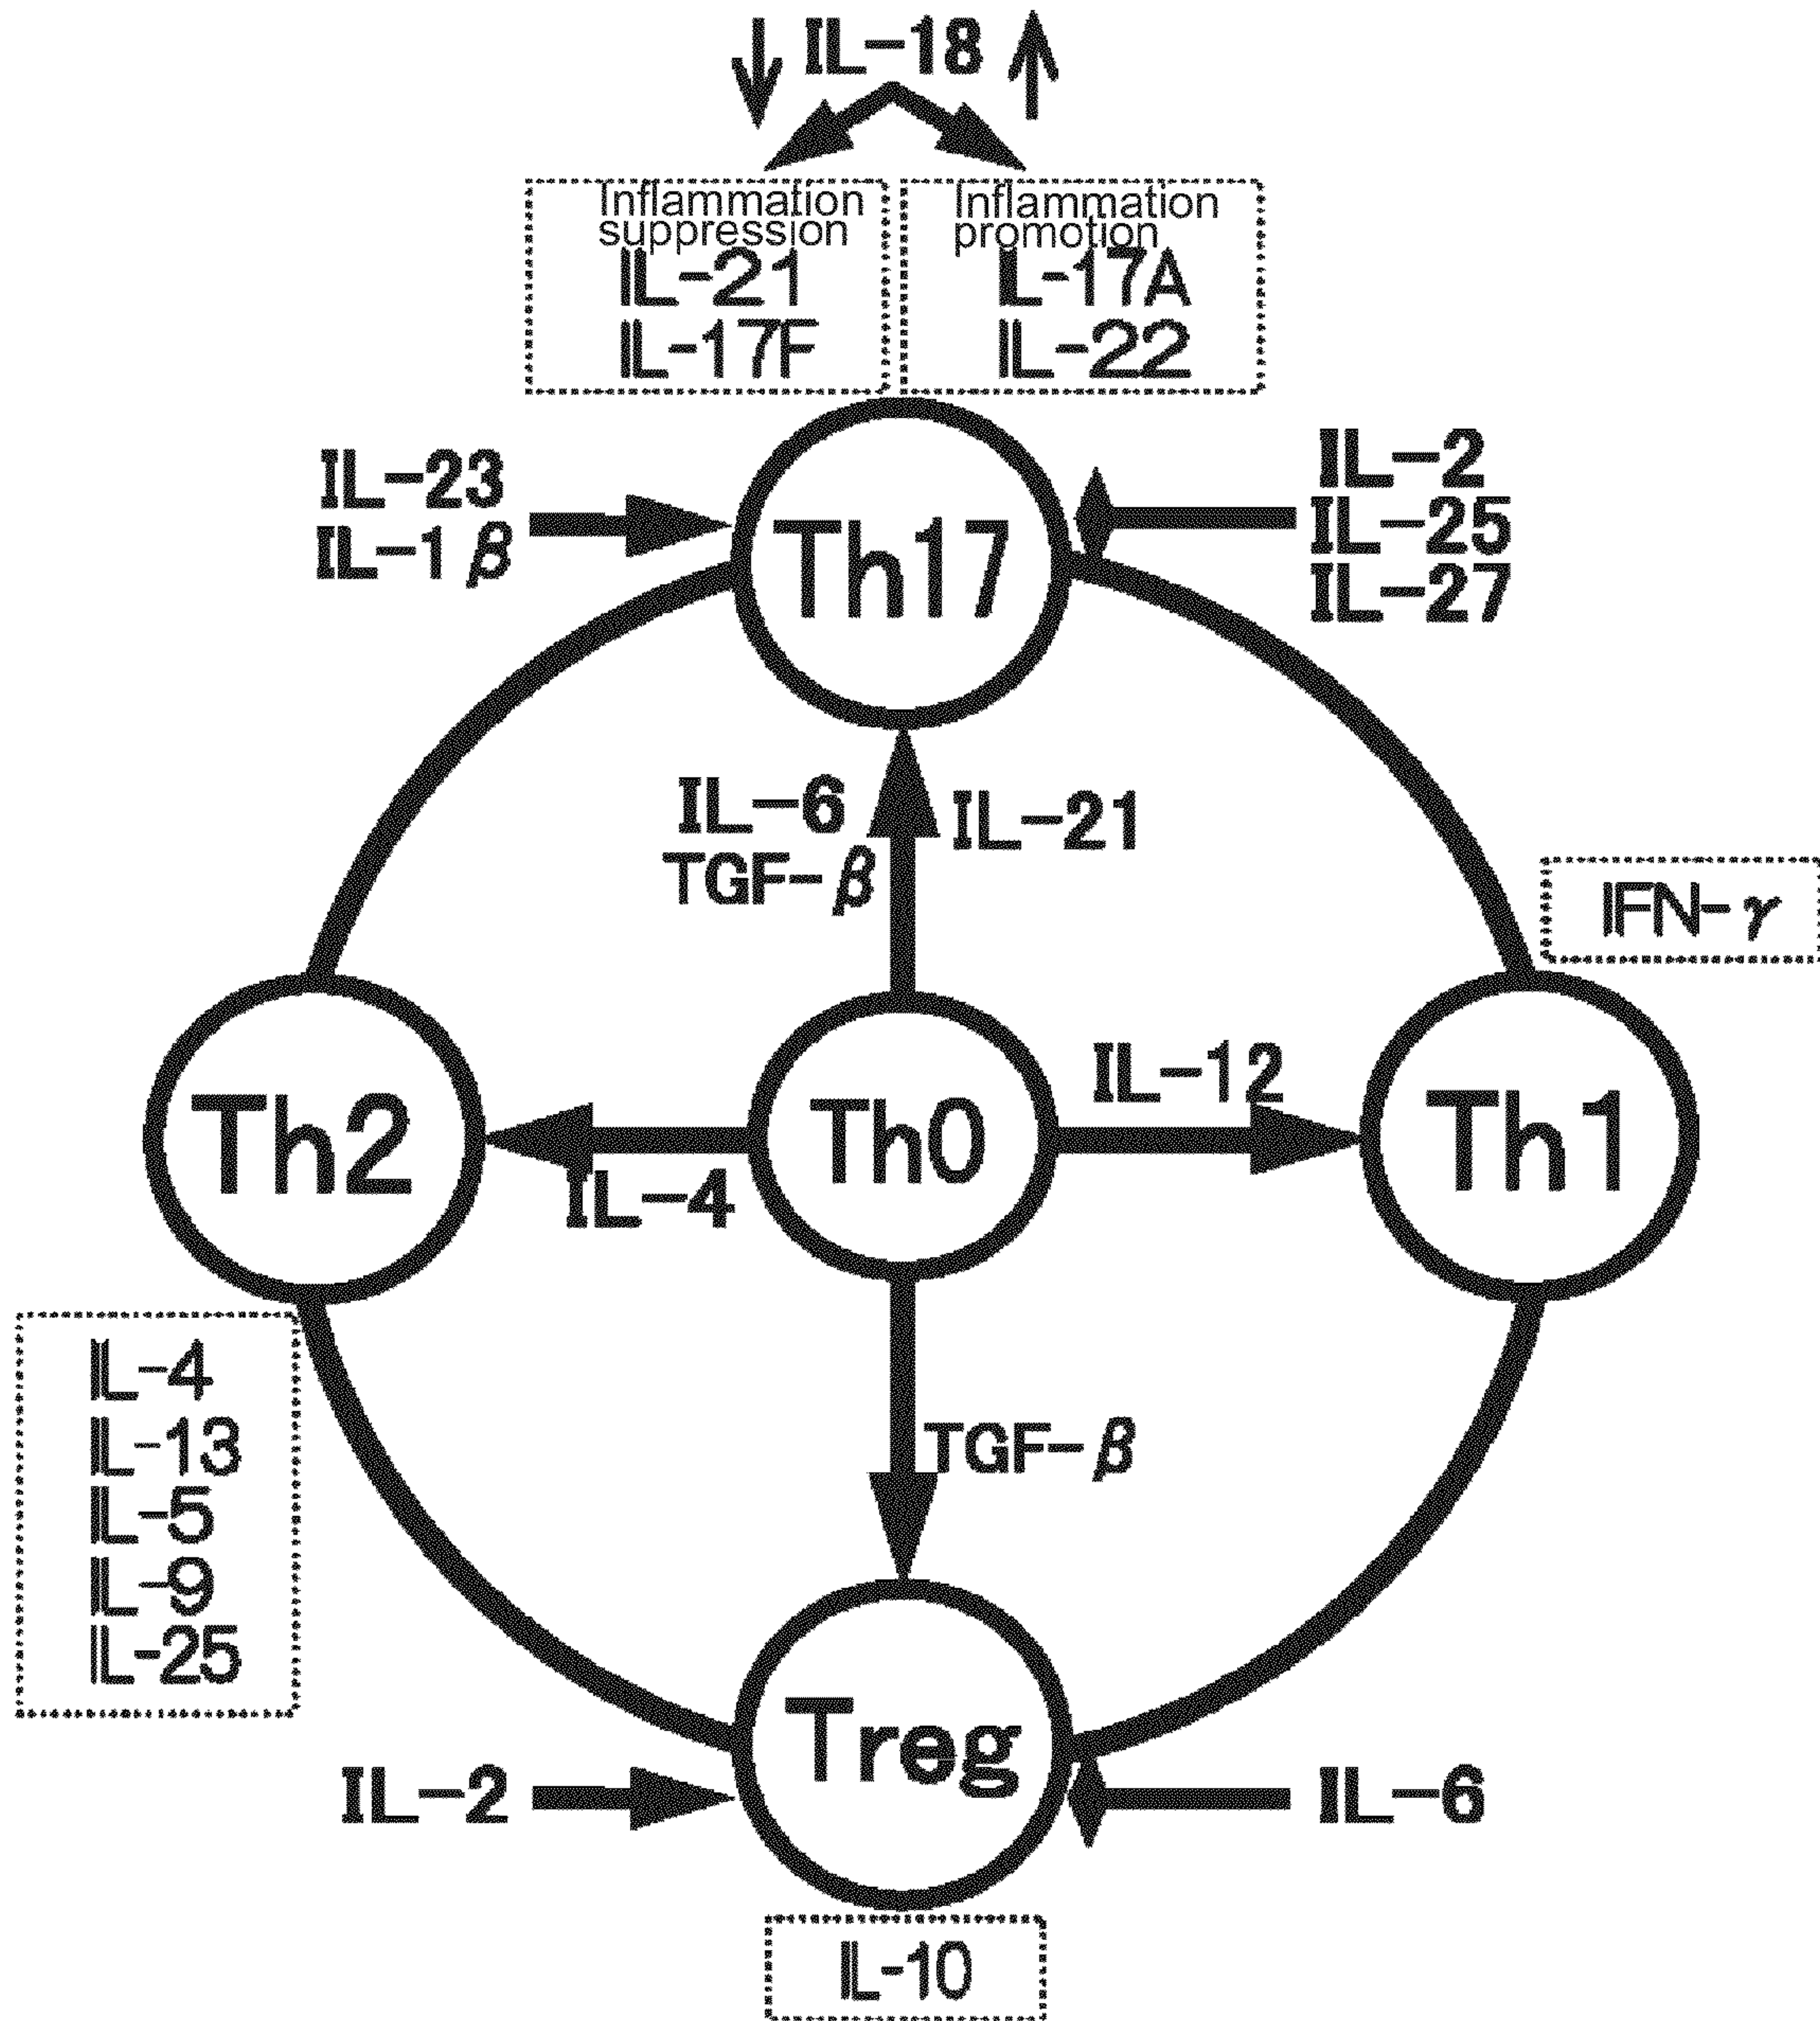 ↓ IL-18 ↑
Inflammation
suppression
IL-21
IL-17F
Inflammation
promotion
IL-17A
IL-22
IL-23
IL-1β
Th17
IL-2
IL-25
IL-27
IL-6
TGF-β
IL-21
IFN-γ
Th2
IL-4
Th0
IL-12
Th1
IL-4
IL-13
IL-5
IL-9
IL-25
TGF-β
IL-2
Treg
IL-6
IL-10